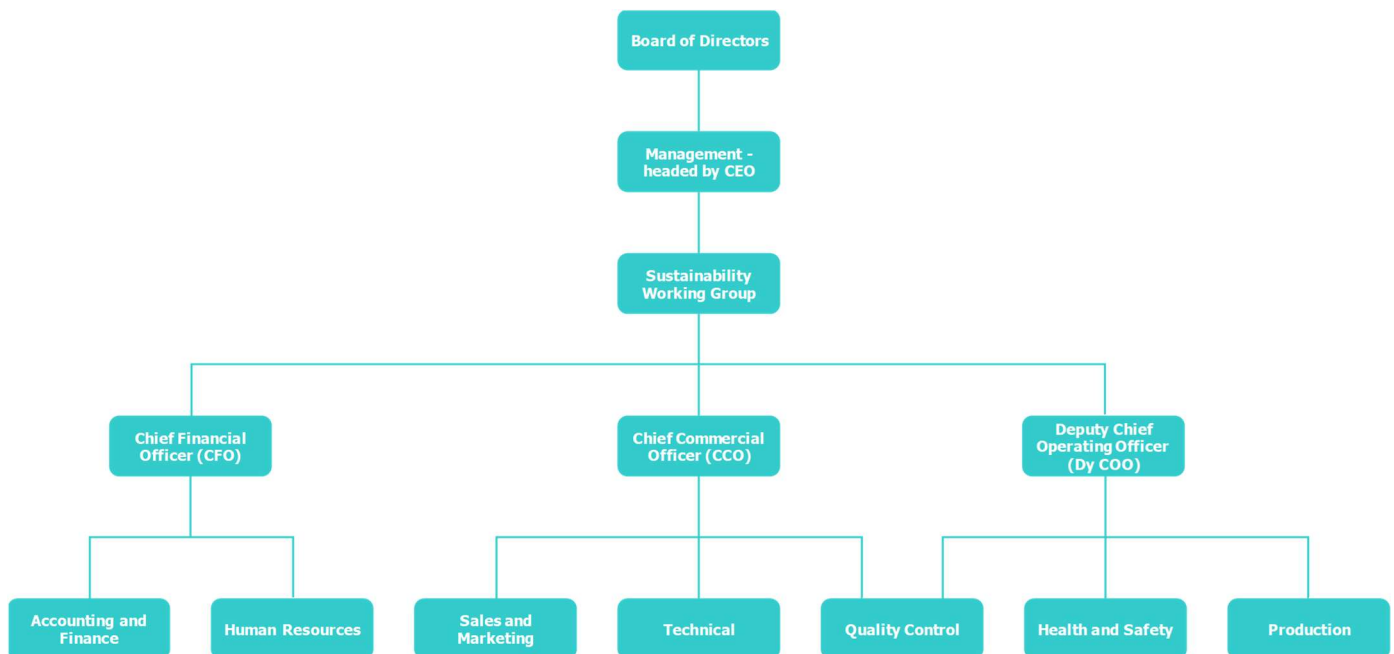 Board of Directors
Management -
headed by CEO
Sustainability
Working Group
Chief Financial
Officer (CFO)
Chief Commercial
Officer (CCO)
Deputy Chief
Operating Officer
(Dy COO)
Accounting and
Finance
Human Resources
Sales and
Marketing
Technical
Quality Control
Health and Safety
Production